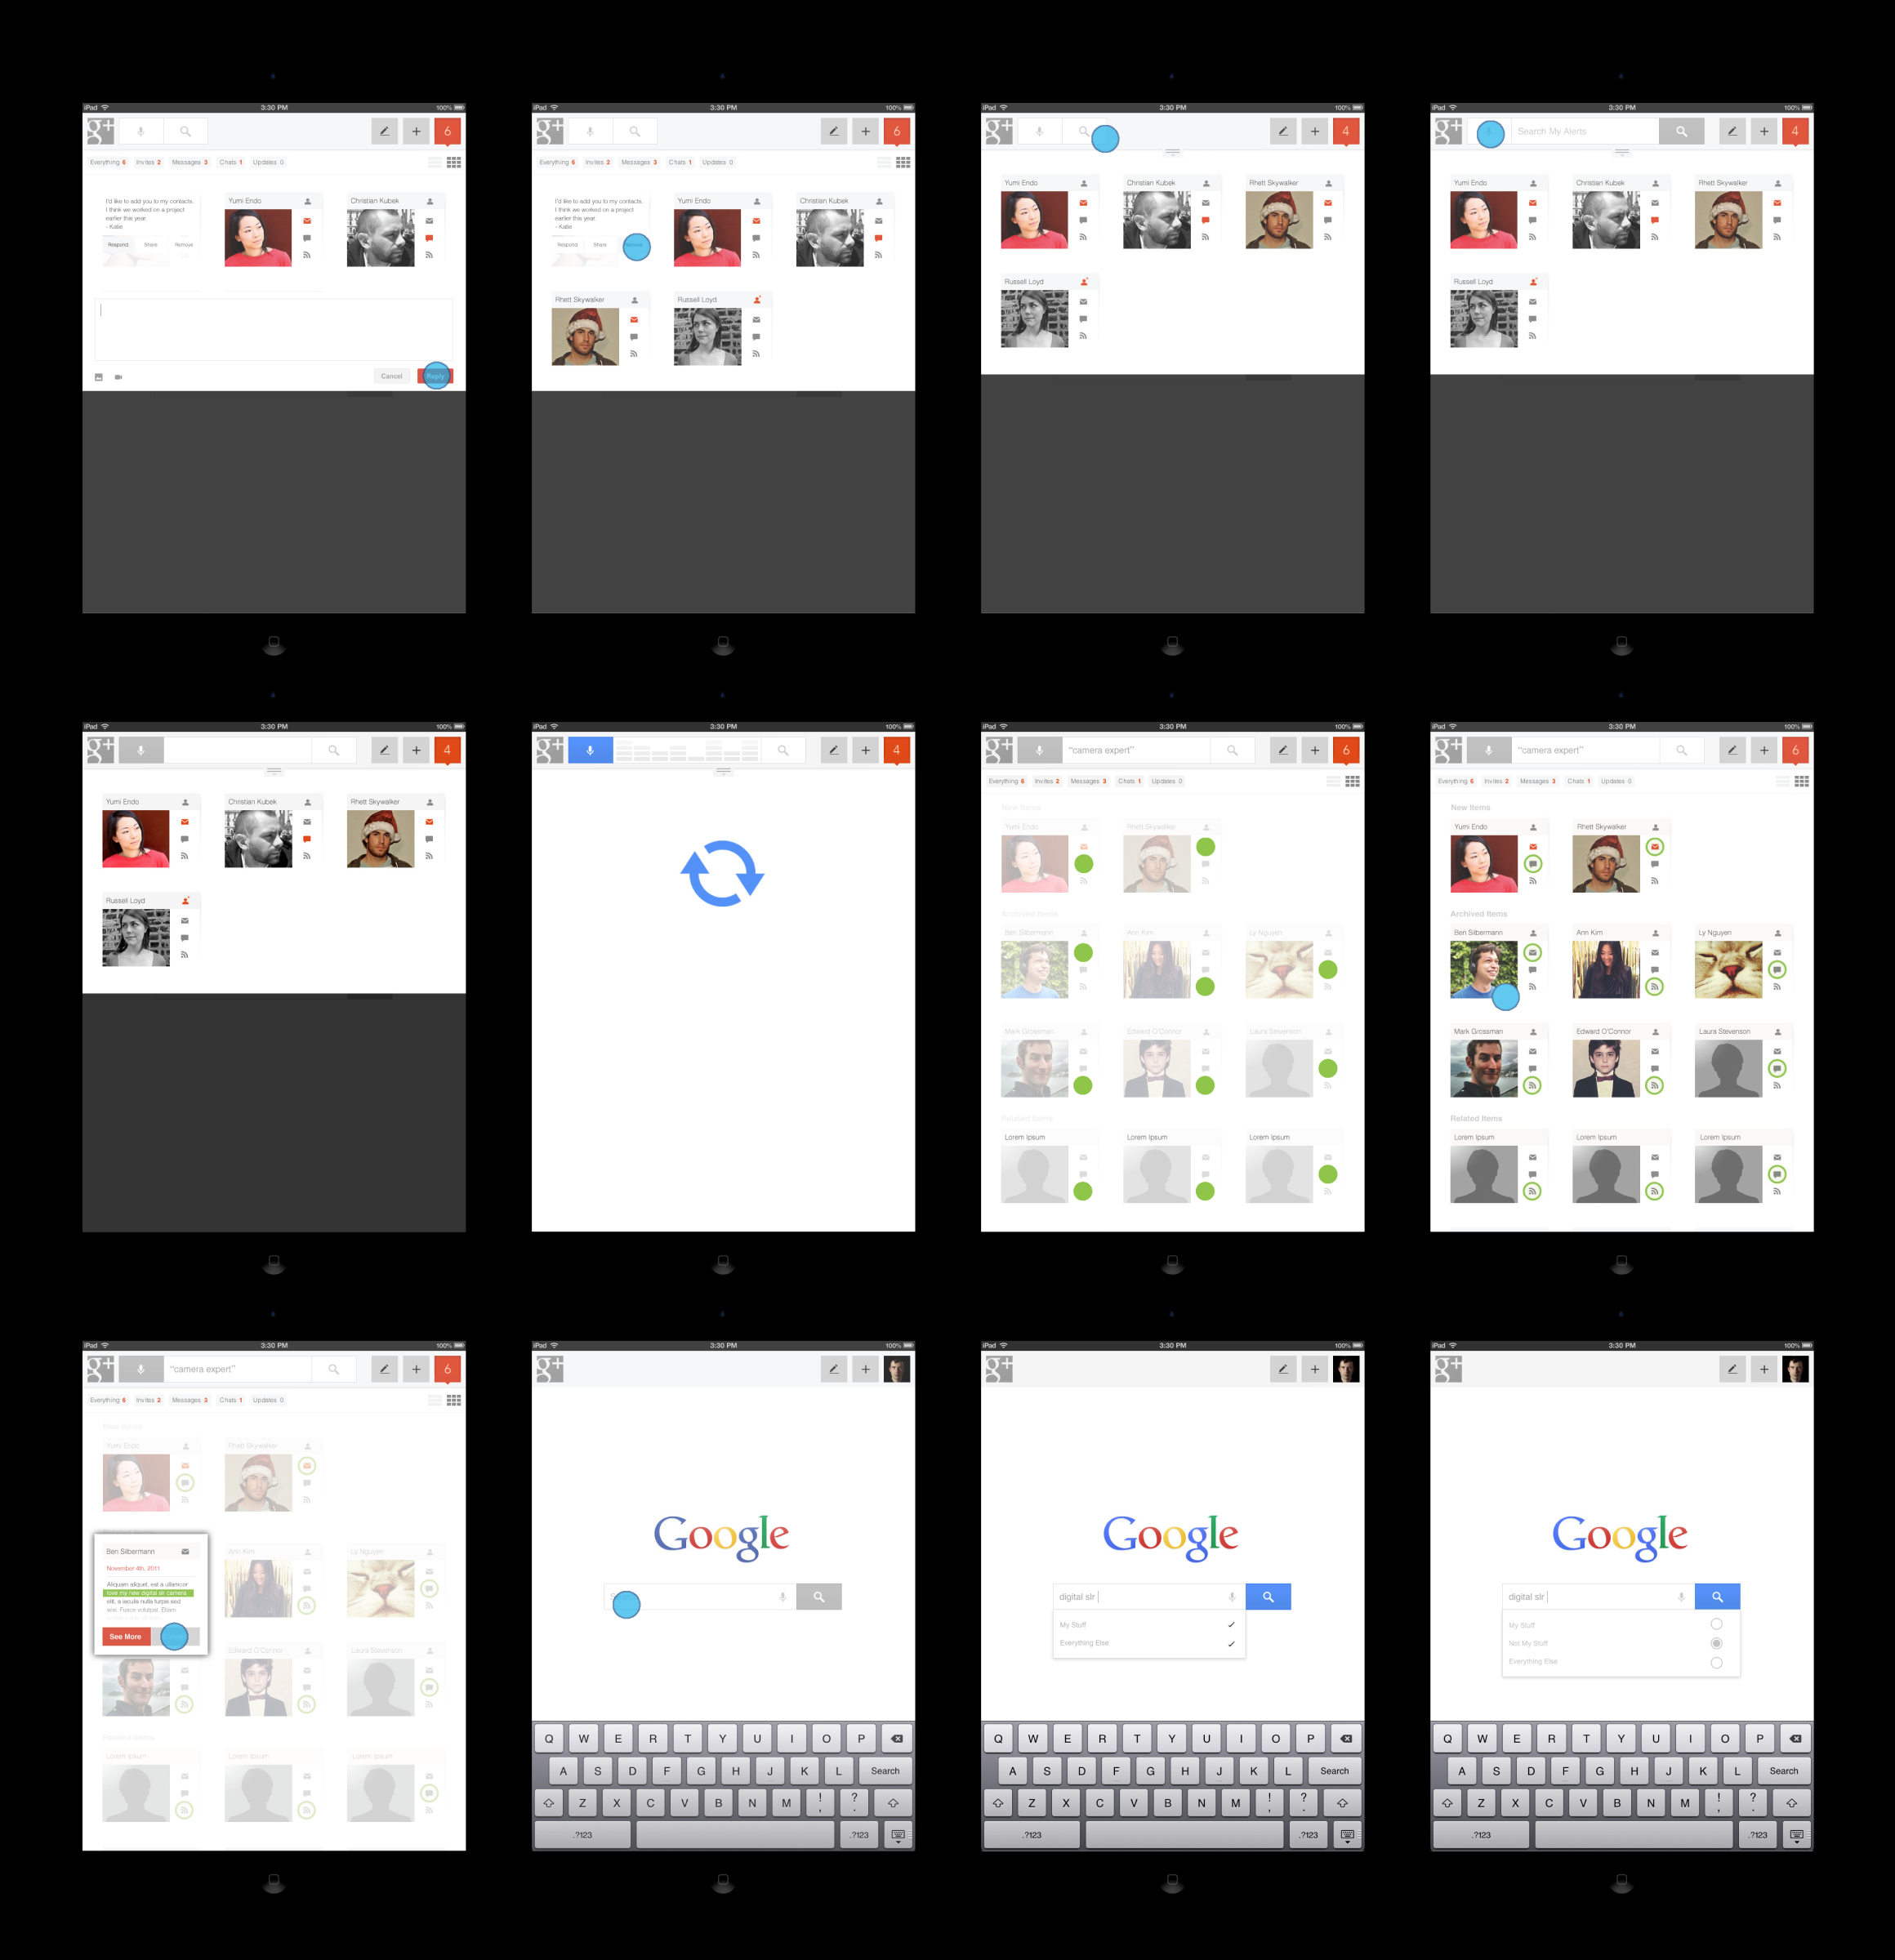 iPad 3:30 PM 100%
g+ 6
Everything 6 Invites 2 Messages 3 Chats 1 Updates 0
I'd like to add you to my contacts.
I think we worked on a project
earlier this year.
- Katie
Respond Share Remove
Yumi Endo
Christian Kubek
Cancel Reply
iPad 3:30 PM 100%
g+ 6
Everything 6 Invites 2 Messages 3 Chats 1 Updates 0
I'd like to add you to my contacts.
I think we worked on a project
earlier this year.
- Katie
Respond Share Remove
Yumi Endo
Christian Kubek
Rhett Skywalker
Russell Loyd
iPad 3:30 PM 100%
g+ 4
Yumi Endo
Christian Kubek
Rhett Skywalker
Russell Loyd
iPad 3:30 PM 100%
g+ Search My Alerts 4
Yumi Endo
Christian Kubek
Rhett Skywalker
Russell Loyd
iPad 3:30 PM 100%
g+ 4
Yumi Endo
Christian Kubek
Rhett Skywalker
Russell Loyd
iPad 3:30 PM 100%
g+ 4
iPad 3:30 PM 100%
g+ “camera expert” 6
Everything 6 Invites 2 Messages 3 Chats 1 Updates 0
New Items
Yumi Endo
Rhett Skywalker
Archived Items
Ben Silbermann
Ann Kim
Ly Nguyen
Mark Grossman
Edward O'Connor
Laura Stevenson
Related Items
Lorem Ipsum
Lorem Ipsum
Lorem Ipsum
iPad 3:30 PM 100%
g+ “camera expert” 6
Everything 6 Invites 2 Messages 3 Chats 1 Updates 0
New Items
Yumi Endo
Rhett Skywalker
Archived Items
Ben Silbermann
Ann Kim
Ly Nguyen
Mark Grossman
Edward O'Connor
Laura Stevenson
Related Items
Lorem Ipsum
Lorem Ipsum
Lorem Ipsum
iPad 3:30 PM 100%
g+ “camera expert” 6
Everything 6 Invites 2 Messages 3 Chats 1 Updates 0
New Items
Yumi Endo
Rhett Skywalker
Ben Silbermann
November 4th, 2011
Aliquam aliquet, est a ullamcor
love my new digital slr camera
elit, a iaculis nulla turpis sed
wisi. Fusce volutpat. Etiam
See More
Ann Kim
Ly Nguyen
Edward O'Connor
Laura Stevenson
Related Items
Lorem Ipsum
Lorem Ipsum
Lorem Ipsum
iPad 3:30 PM 100%
g+
Google
Q W E R T Y U I O P
A S D F G H J K L Search
Z X C V B N M ! , ? .
.?123 .?123
iPad 3:30 PM 100%
g+
Google
digital slr
My Stuff
Everything Else
Q W E R T Y U I O P
A S D F G H J K L Search
Z X C V B N M ! , ? .
.?123 .?123
iPad 3:30 PM 100%
g+
Google
digital slr
My Stuff
Not My Stuff
Everything Else
Q W E R T Y U I O P
A S D F G H J K L Search
Z X C V B N M ! , ? .
.?123 .?123